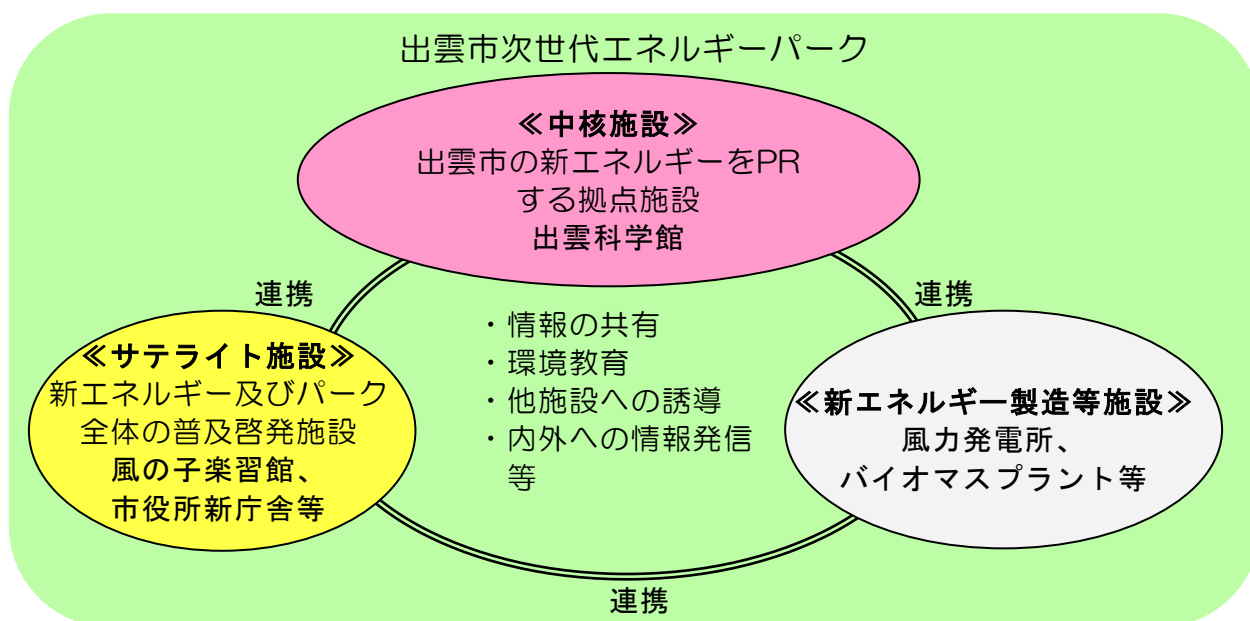 出雲市次世代エネルギーパーク
≪中核施設≫
出雲市の新エネルギーをPR
する拠点施設
出雲科学館
連携
連携
≪サテライト施設≫
新エネルギー及びパーク
全体の普及啓発施設
風の子楽習館、
市役所新庁舎等
・情報の共有
・環境教育
・他施設への誘導
・内外への情報発信
等
≪新エネルギー製造等施設≫
風力発電所、
バイオマスプラント等
連携